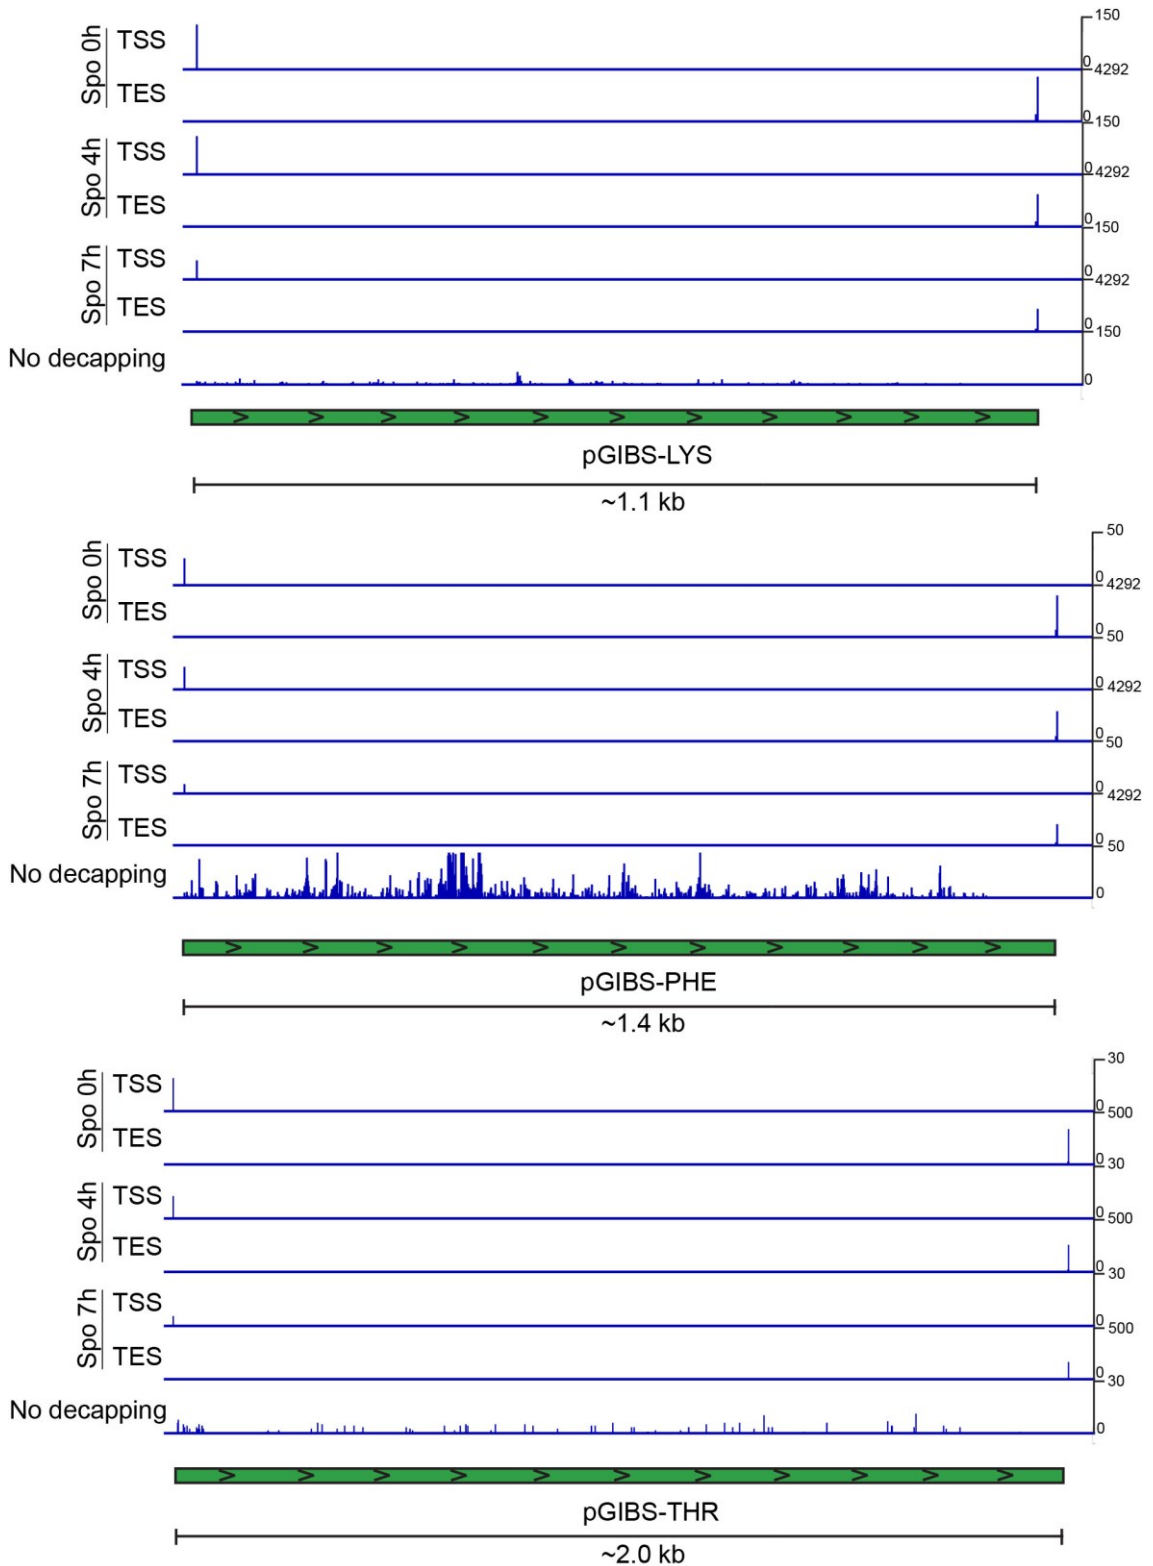 150
Spo 0h
TSS
0
4292
TES
0
150
Spo 4h
TSS
0
4292
TES
0
150
Spo 7h
TSS
0
4292
TES
0
150
No decapping
0
pGIBS-LYS
~1.1 kb
50
Spo 0h
TSS
0
4292
TES
0
50
Spo 4h
TSS
0
4292
TES
0
50
Spo 7h
TSS
0
4292
TES
0
50
No decapping
0
pGIBS-PHE
~1.4 kb
30
Spo 0h
TSS
0
500
TES
0
30
Spo 4h
TSS
0
500
TES
0
30
Spo 7h
TSS
0
500
TES
0
30
No decapping
0
pGIBS-THR
~2.0 kb